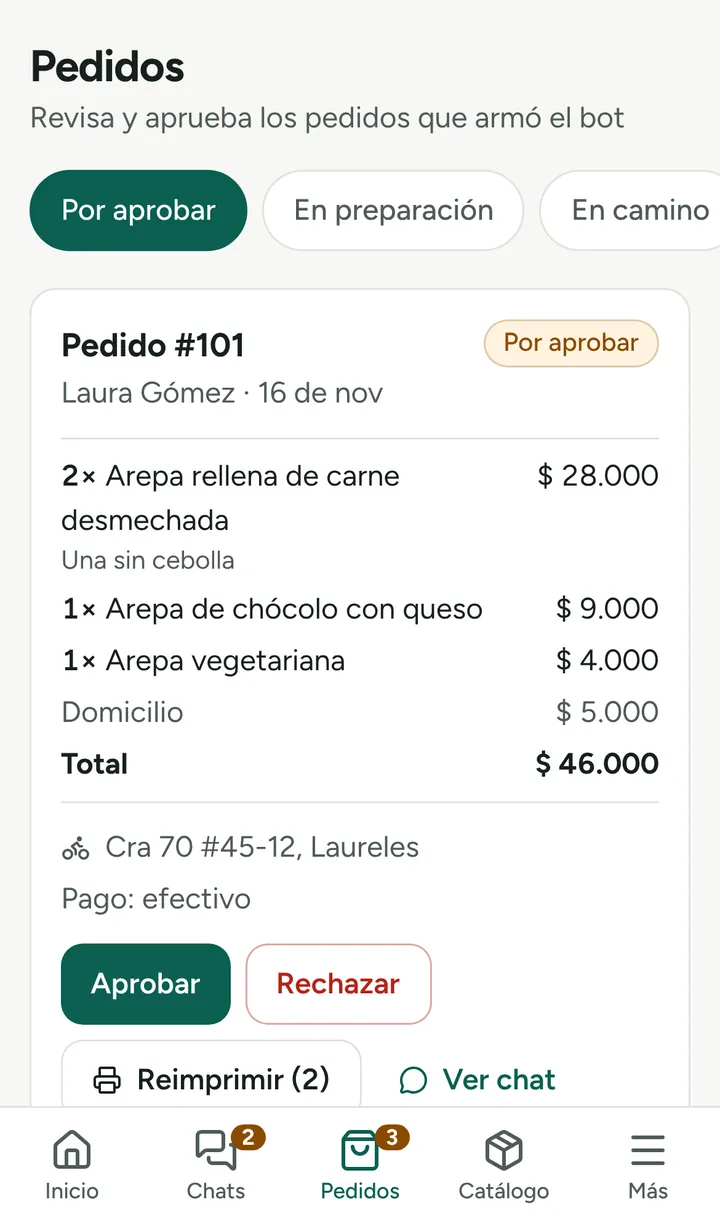 Pedidos
Revisa y aprueba los pedidos que armó el bot
Por aprobar
En preparación
En camino
Pedido #101
Por aprobar
Laura Gómez · 16 de nov
2× Arepa rellena de carne desmechada
$ 28.000
Una sin cebolla
1× Arepa de chócolo con queso
$ 9.000
1× Arepa vegetariana
$ 4.000
Domicilio
$ 5.000
Total
$ 46.000
Cra 70 #45-12, Laureles
Pago: efectivo
Aprobar
Rechazar
Reimprimir (2)
Ver chat
2
3
Inicio
Chats
Pedidos
Catálogo
Más